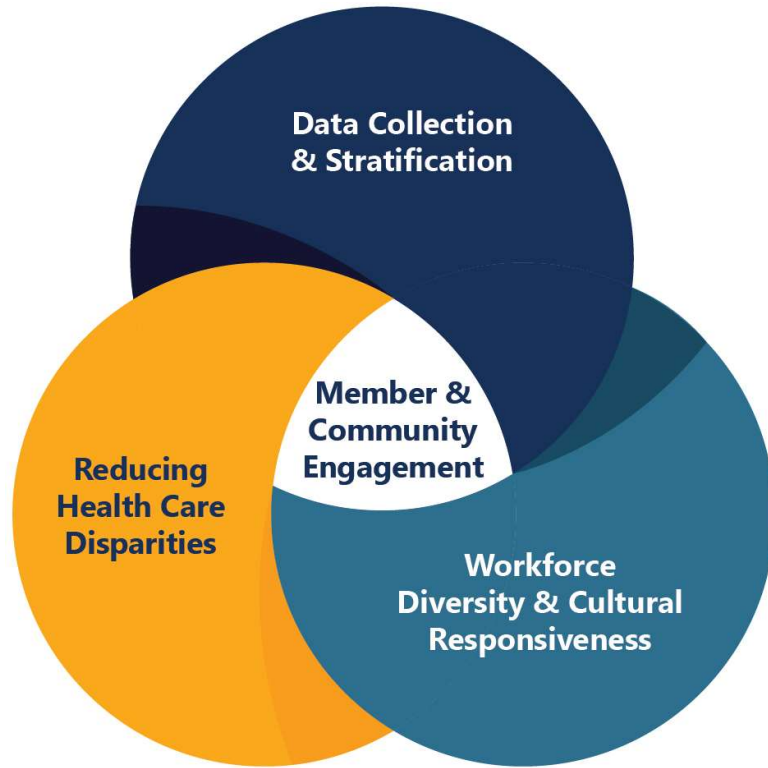 Data Collection
& Stratification
Member &
Community
Engagement
Reducing
Health Care
Disparities
Workforce
Diversity & Cultural
Responsiveness